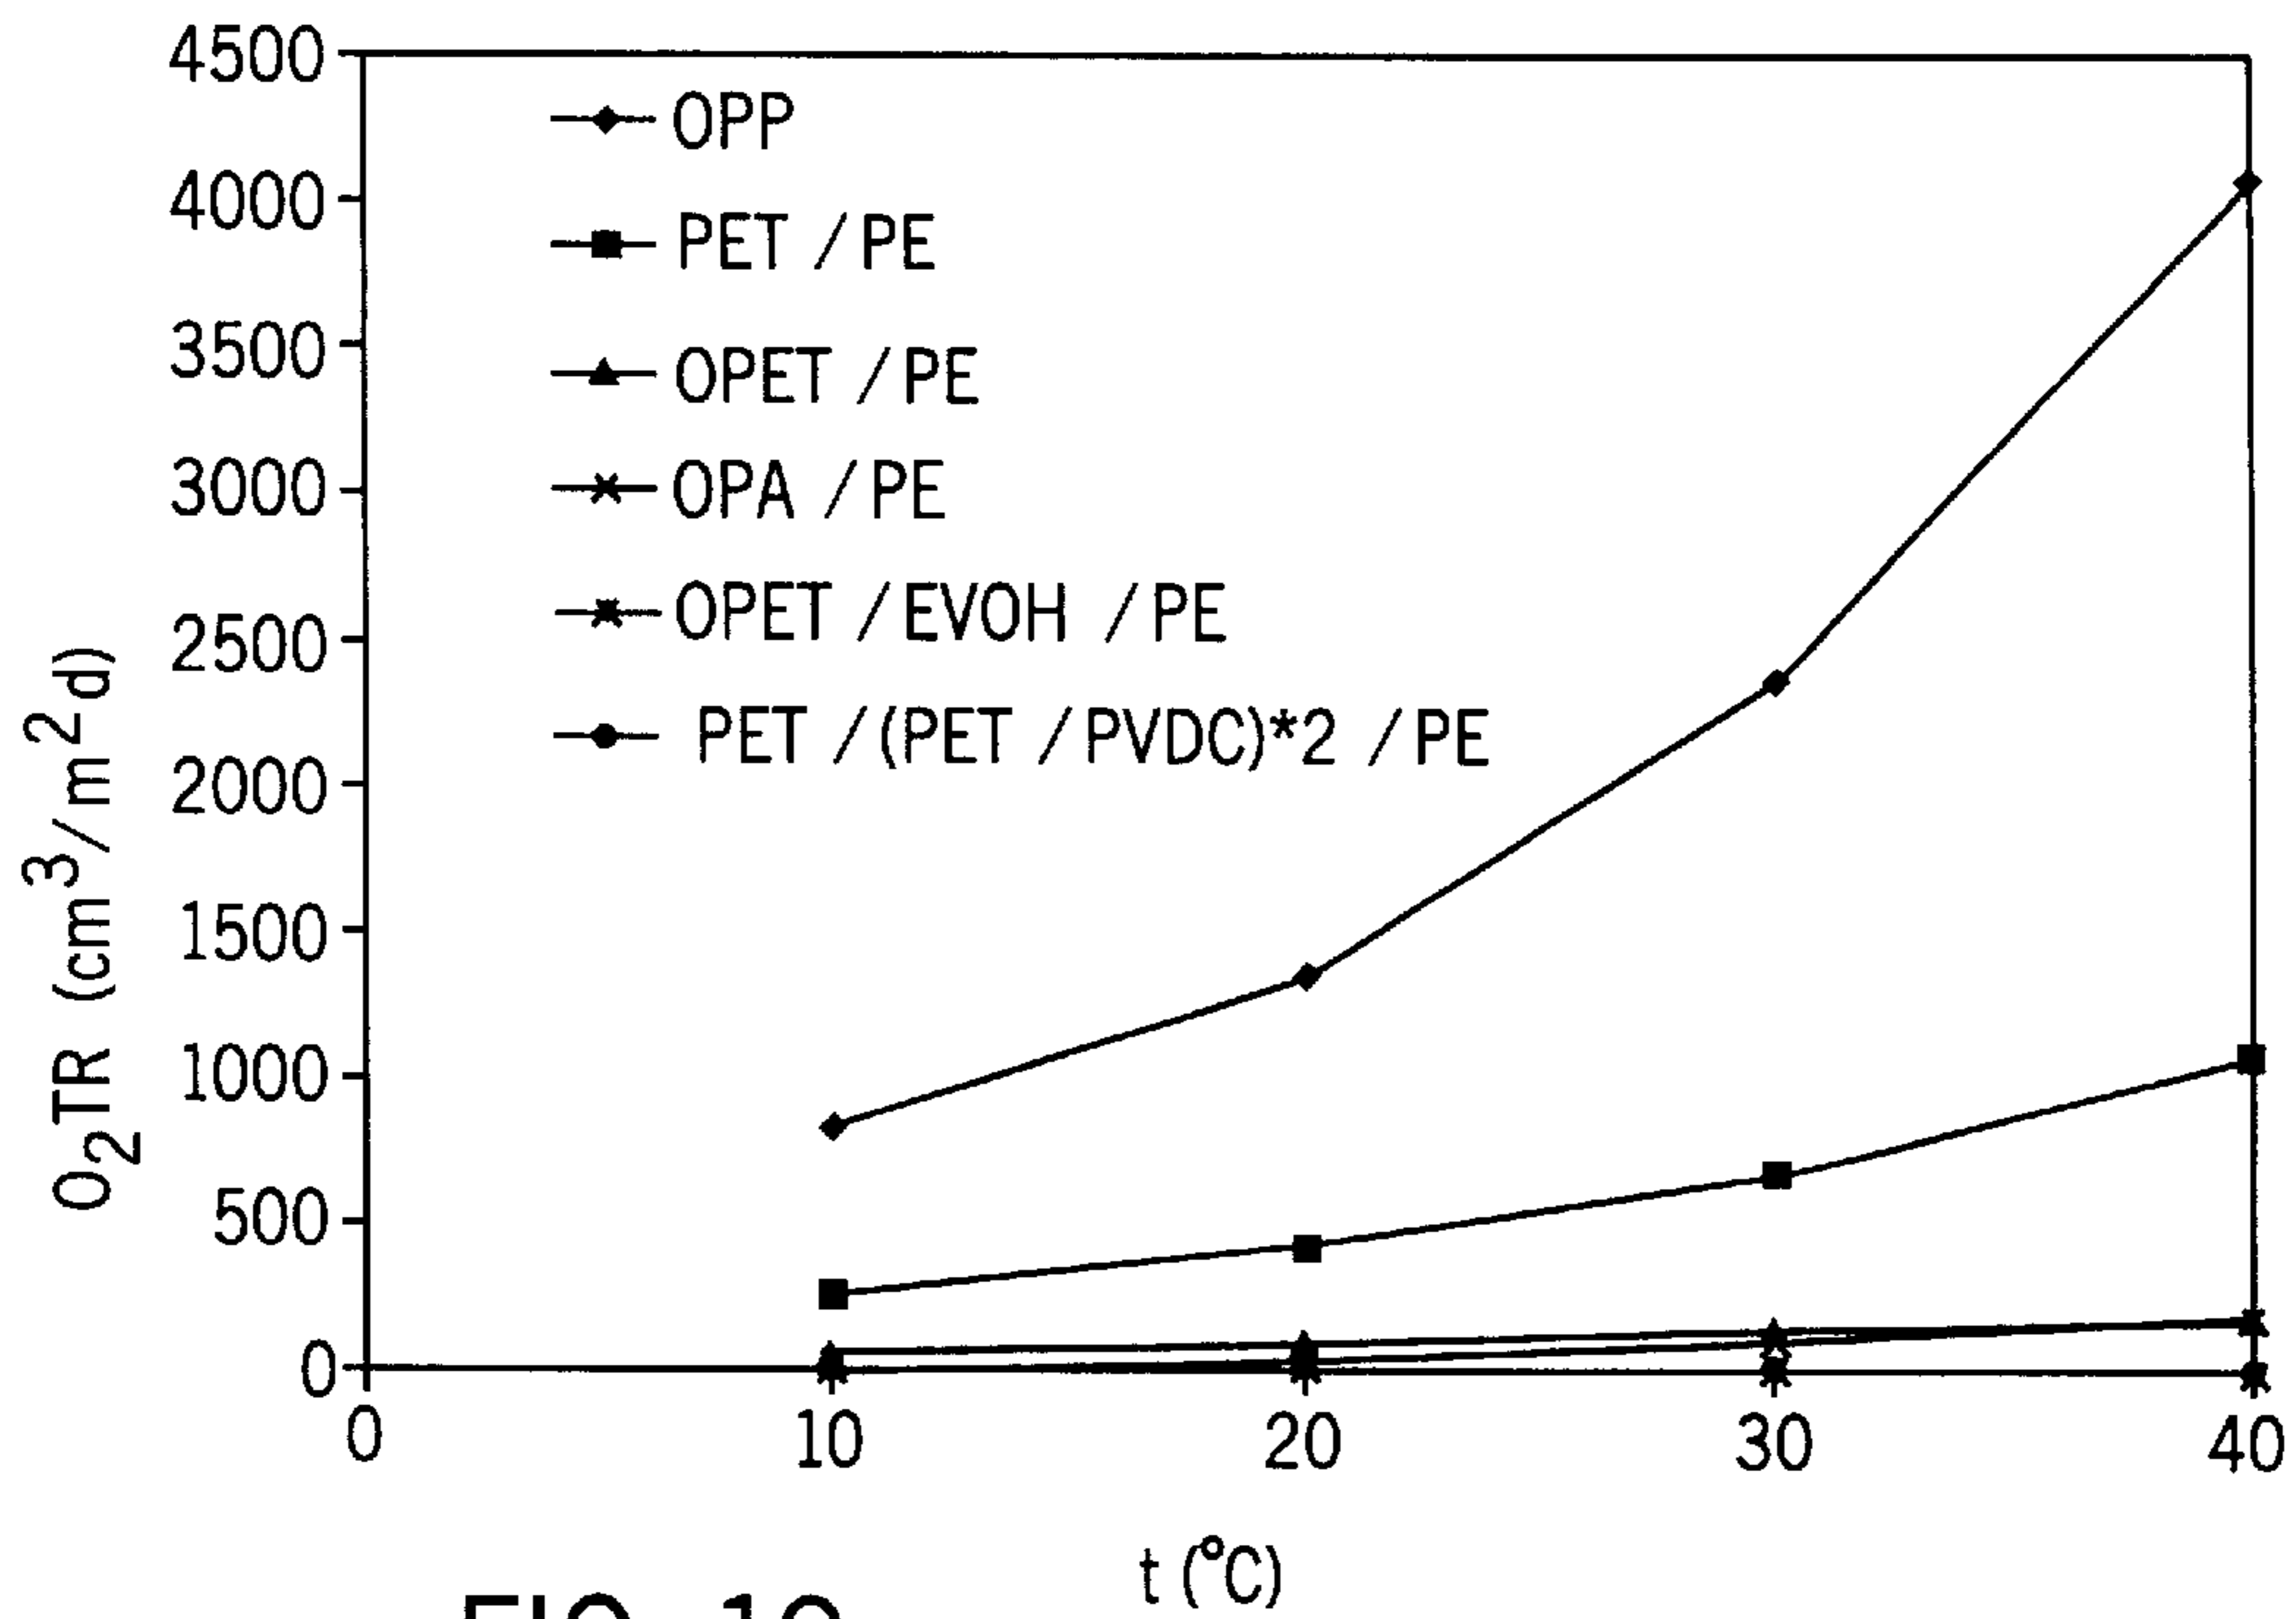 4500
4000
3500
3000
2500
2000
1500
1000
500
0
O2TR (cm3/m2d)
OPP
PET /PE
OPET /PE
OPA /PE
OPET /EVOH /PE
PET /(PET /PVDC)*2 /PE
0 10 20 30 40
t (°C)